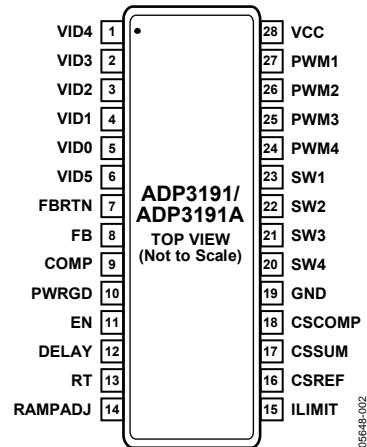 VID4 1
VID3 2
VID2 3
VID1 4
VID0 5
VID5 6
FBRTN 7
FB 8
COMP 9
PWRGD 10
EN 11
DELAY 12
RT 13
RAMPADJ 14
ADP3191/
ADP3191A
TOP VIEW
(Not to Scale)
28 VCC
27 PWM1
26 PWM2
25 PWM3
24 PWM4
23 SW1
22 SW2
21 SW3
20 SW4
19 GND
18 CSCOMP
17 CSSUM
16 CSREF
15 ILIMIT
05648-002